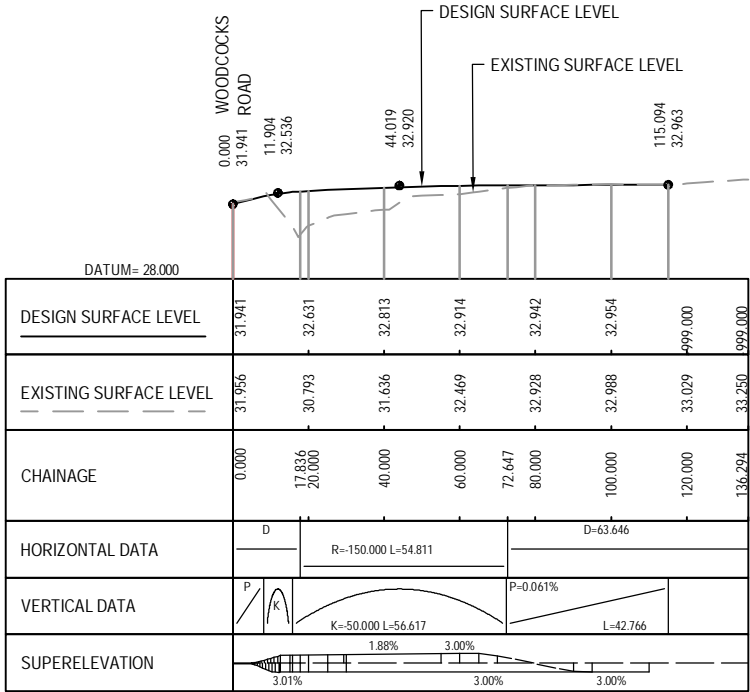 DESIGN SURFACE LEVEL
EXISTING SURFACE LEVEL
WOODCOCKS
ROAD
0.000
31.941
11.904
32.536
44.019
32.920
115.094
32.963
DATUM= 28.000
DESIGN SURFACE LEVEL
31.941 32.631 32.813 32.914 32.942 32.954 -999.000 -999.000
EXISTING SURFACE LEVEL
31.956 30.793 31.636 32.469 32.928 32.988 33.029 33.250
CHAINAGE
0.000 17.836 20.000 40.000 60.000 72.647 80.000 100.000 120.000 136.294
HORIZONTAL DATA
D
R=-150.000 L=54.811
D=63.646
VERTICAL DATA
P
K
K=-50.000 L=56.617
P=0.061%
L=42.766
SUPERELEVATION
1.88% 3.00%
3.01% 3.00% 3.00%